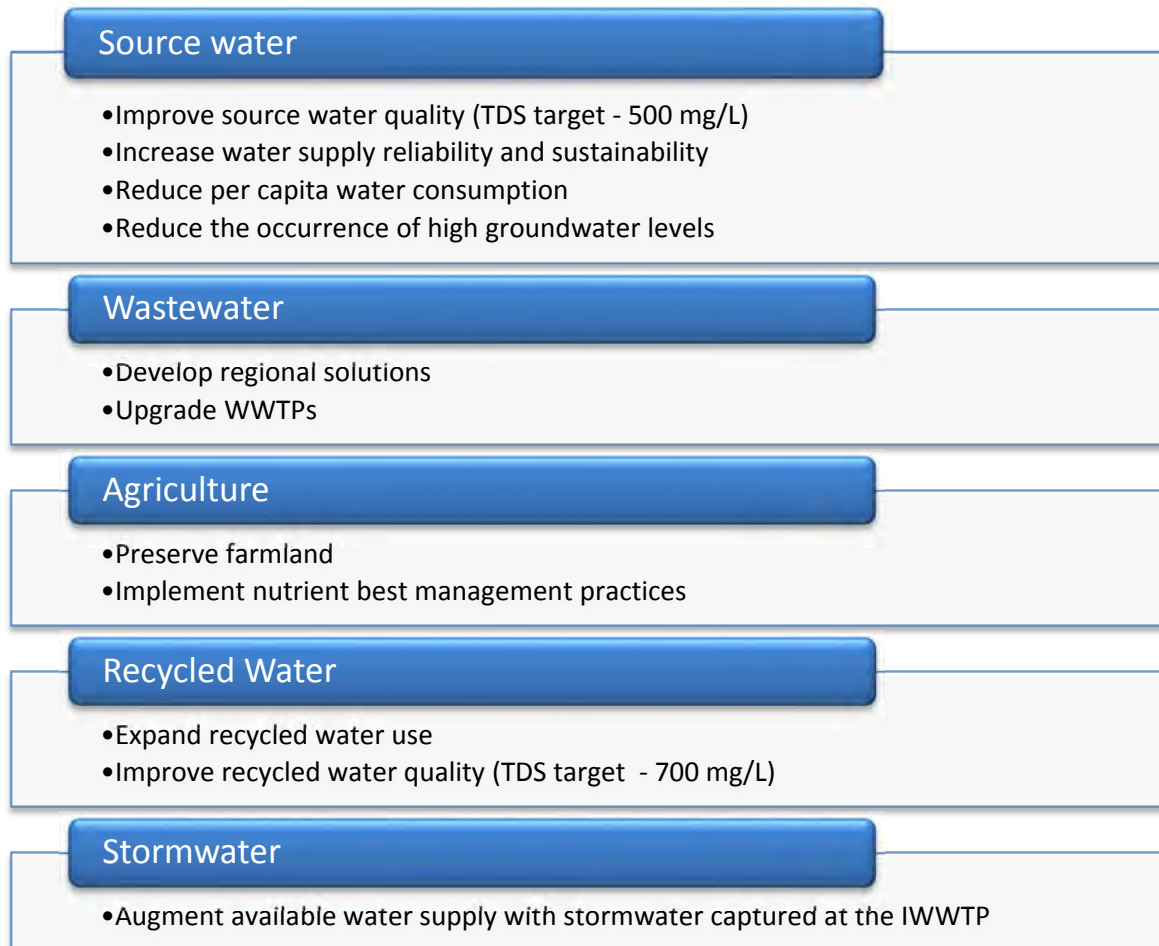 Source water
•Improve source water quality (TDS target - 500 mg/L)
•Increase water supply reliability and sustainability
•Reduce per capita water consumption
•Reduce the occurrence of high groundwater levels
Wastewater
•Develop regional solutions
•Upgrade WWTPs
Agriculture
•Preserve farmland
•Implement nutrient best management practices
Recycled Water
•Expand recycled water use
•Improve recycled water quality (TDS target  - 700 mg/L)
Stormwater
•Augment available water supply with stormwater captured at the IWWTP